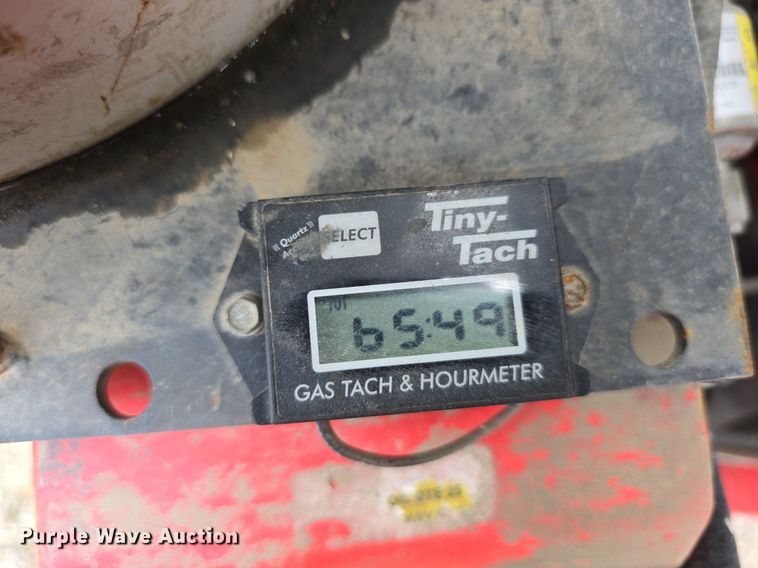 Quartz
SELECT
Tiny-
Tach
65:49
GAS TACH & HOURMETER
Purple Wave Auction